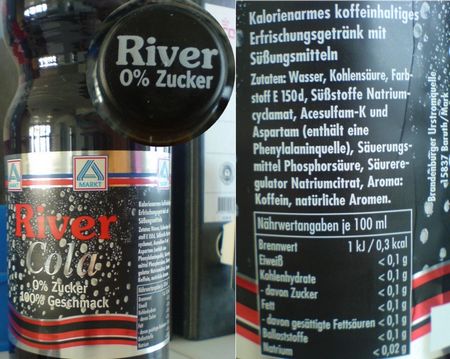 River
0% Zucker
MARKT
River
Cola
0% Zucker
100% Geschmack
Kalorienarmes koffeinhaltiges
Erfrischungsgetränk mit
Süßungsmitteln
Zutaten: Wasser, Kohlensäure, Farb-
stoff E 150d, Süßstoffe Natrium-
cyclamat, Acesulfam-K und
Aspartam (enthält eine
Phenylalaninquelle), Säuerungs-
mittel Phosphorsäure, Säurere-
gulator Natriumcitrat, Aroma:
Koffein, natürliche Aromen.
Nährwertangaben je 100 ml
Brennwert 1 kJ / 0,3 kcal
Eiweiß < 0,1 g
Kohlenhydrate < 0,1 g
- davon Zucker < 0,1 g
Fett < 0,1 g
- davon gesättigte Fettsäuren < 0,1 g
Ballaststoffe < 0,1 g
Natrium < 0,02 g
Brandenburger Urstromquelle
15837 Baruth/Mark